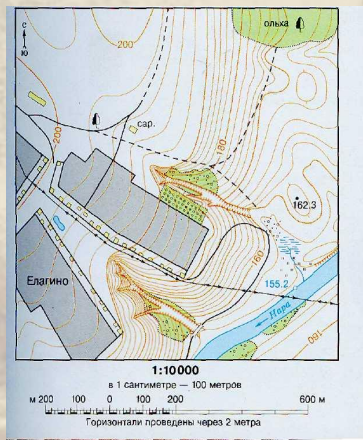 С
Ю
ольха
200
сар.
200
180
162,3
160
155.2
Елагино
Нара
160
1:10000
в 1 сантиметре — 100 метров
м 200 100 0 100 200 600 м
Горизонтали проведены через 2 метра